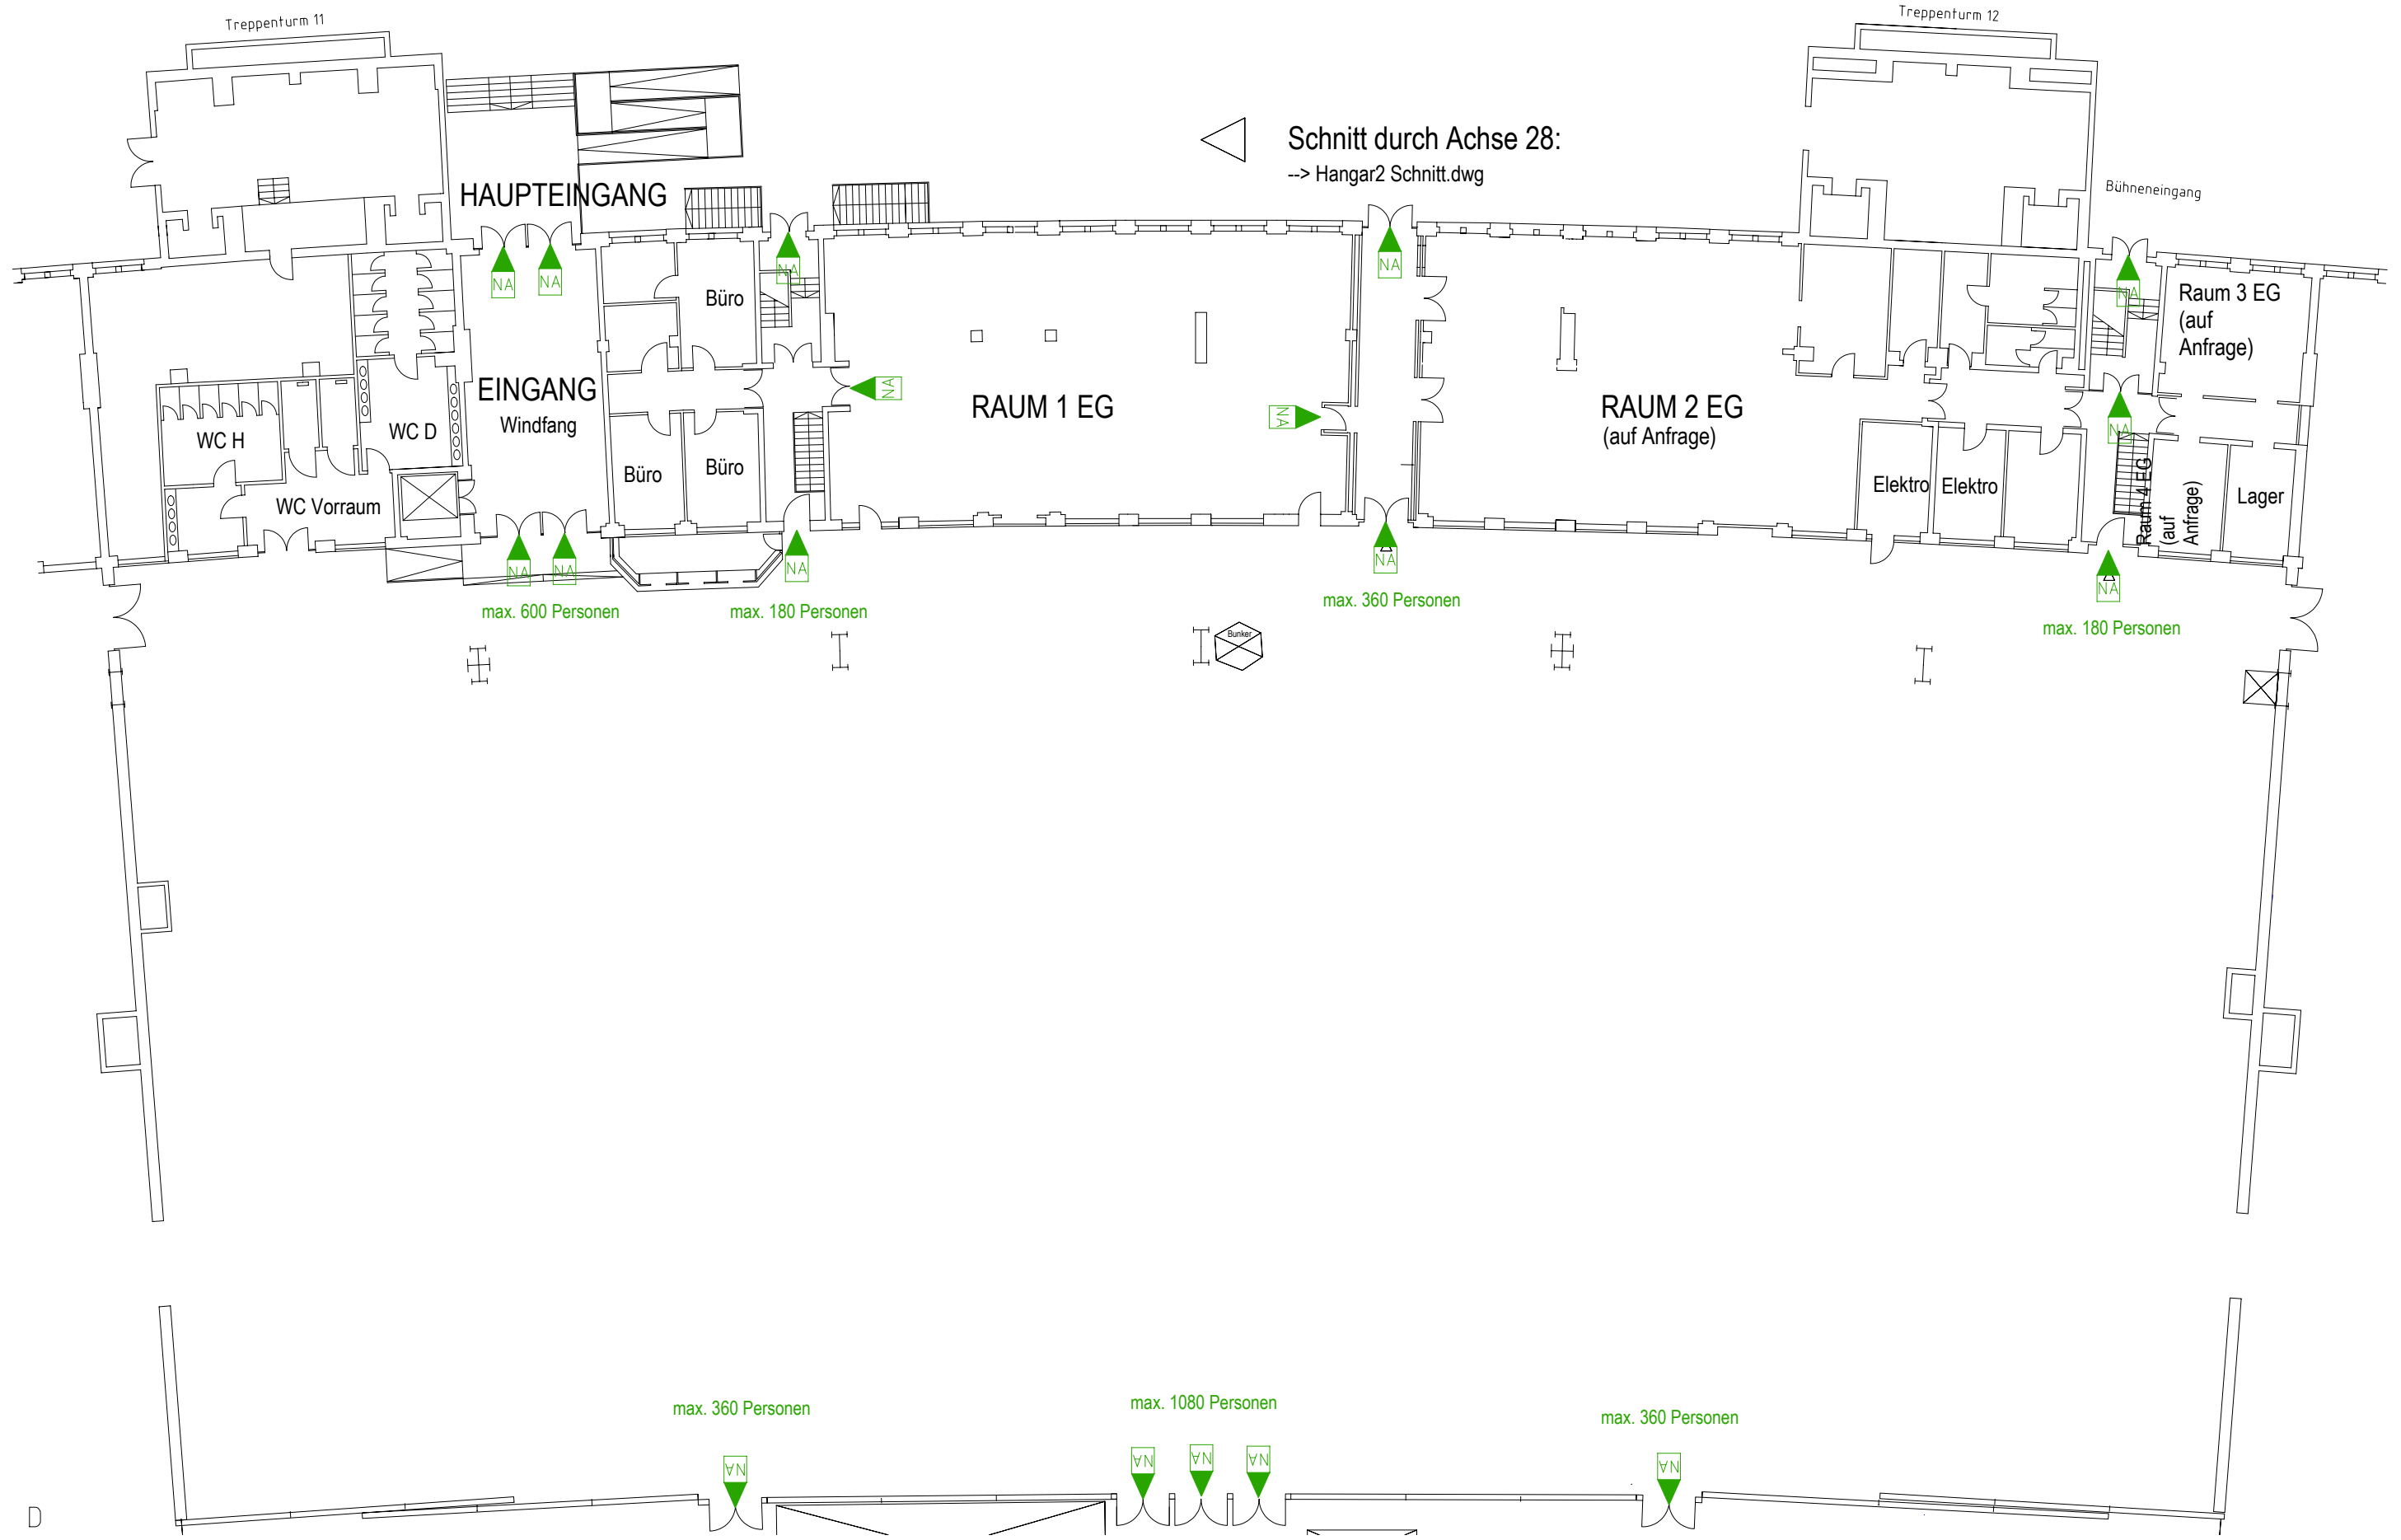 Treppenturm 11
Treppenturm 12
Schnitt durch Achse 28:
--> Hangar2 Schnitt.dwg
HAUPTEINGANG
Bühneneingang
NA
NA
NA
NA
NA
Büro
Raum 3 EG
(auf
Anfrage)
EINGANG
Windfang
NA
RAUM 1 EG
NA
RAUM 2 EG
(auf Anfrage)
NA
WC H
WC D
Büro
Büro
WC Vorraum
Elektro
Elektro
Raum 4 EG
(auf
Anfrage)
Lager
NA
NA
NA
NA
NA
max. 600 Personen
max. 180 Personen
max. 360 Personen
max. 180 Personen
Bunker
max. 360 Personen
max. 1080 Personen
max. 360 Personen
NA
NA
NA
NA
NA
D